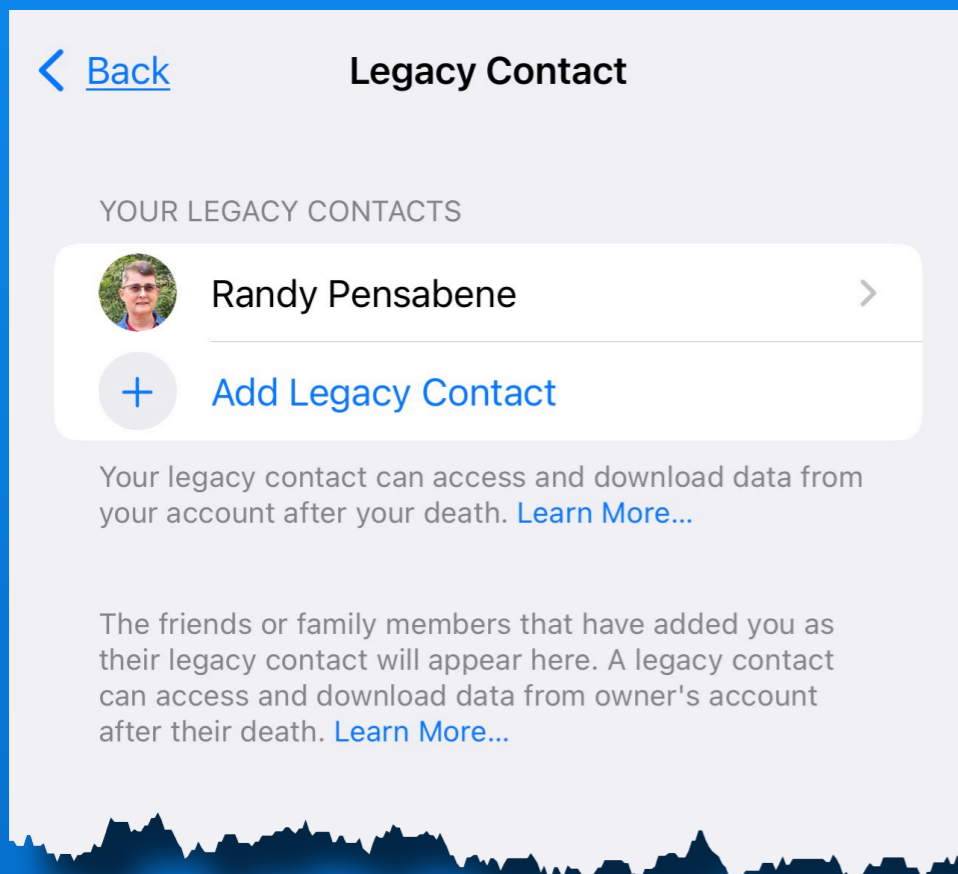 Back
Legacy Contact
YOUR LEGACY CONTACTS
Randy Pensabene
Add Legacy Contact
Your legacy contact can access and download data from
your account after your death. Learn More...
The friends or family members that have added you as
their legacy contact will appear here. A legacy contact
can access and download data from owner's account
after their death. Learn More...